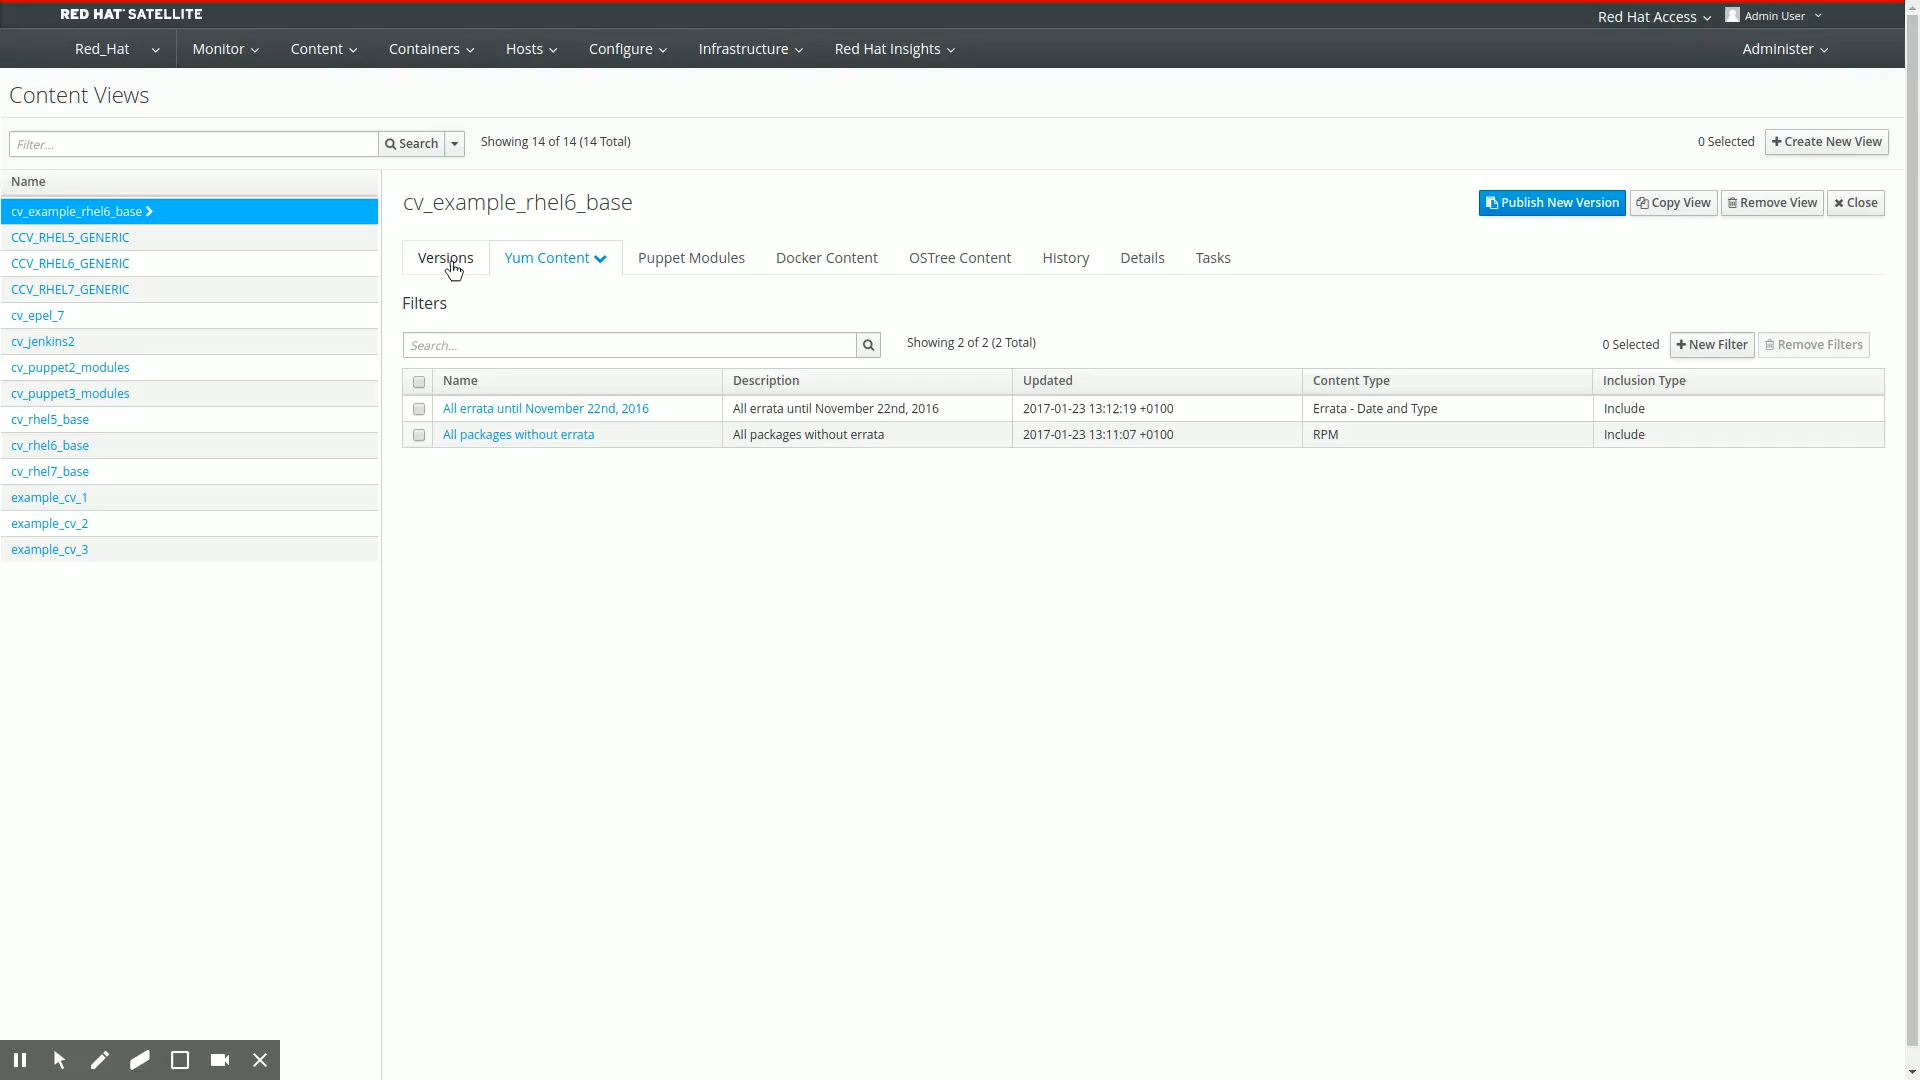 RED HAT SATELLITE
Red Hat Access
Admin User
Red_Hat Monitor Content Containers Hosts Configure Infrastructure Red Hat Insights Administer
Content Views
Filter... Search Showing 14 of 14 (14 Total) 0 Selected Create New View
Name
cv_example_rhel6_base
CCV_RHEL5_GENERIC
CCV_RHEL6_GENERIC
CCV_RHEL7_GENERIC
cv_epel_7
cv_jenkins2
cv_puppet2_modules
cv_puppet3_modules
cv_rhel5_base
cv_rhel6_base
cv_rhel7_base
example_cv_1
example_cv_2
example_cv_3
cv_example_rhel6_base Publish New Version Copy View Remove View Close
Versions Yum Content Puppet Modules Docker Content OSTree Content History Details Tasks
Filters
Search... Showing 2 of 2 (2 Total) 0 Selected New Filter Remove Filters
Name Description Updated Content Type Inclusion Type
All errata until November 22nd, 2016 All errata until November 22nd, 2016 2017-01-23 13:12:19 +0100 Errata - Date and Type Include
All packages without errata All packages without errata 2017-01-23 13:11:07 +0100 RPM Include